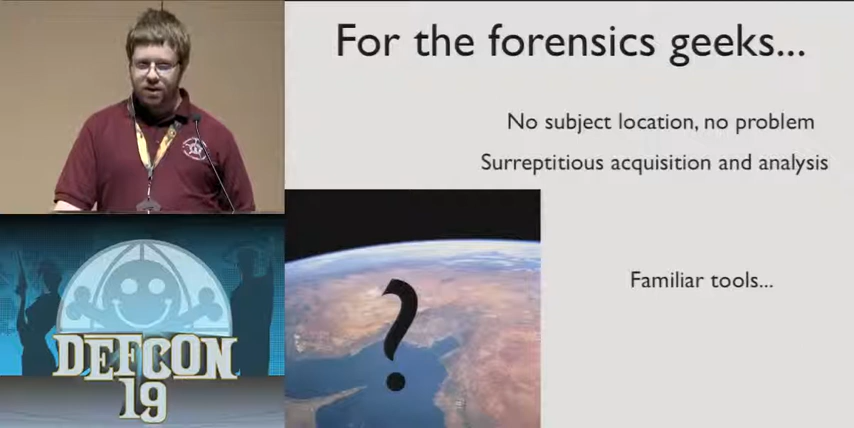 For the forensics geeks...
No subject location, no problem
Surreptitious acquisition and analysis
?
Familiar tools...
DEFCON
19